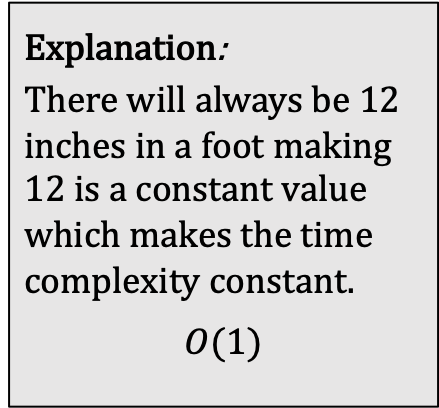 Explanation:
There will always be 12
inches in a foot making
12 is a constant value
which makes the time
complexity constant.
O(1)